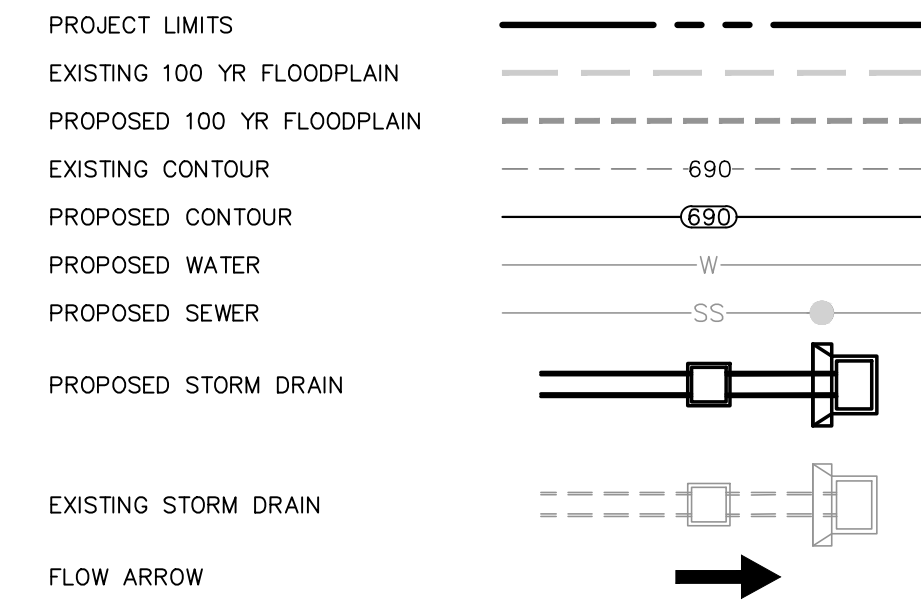 PROJECT LIMITS
EXISTING 100 YR FLOODPLAIN
PROPOSED 100 YR FLOODPLAIN
EXISTING CONTOUR 690
PROPOSED CONTOUR 690
PROPOSED WATER W
PROPOSED SEWER SS
PROPOSED STORM DRAIN
EXISTING STORM DRAIN
FLOW ARROW